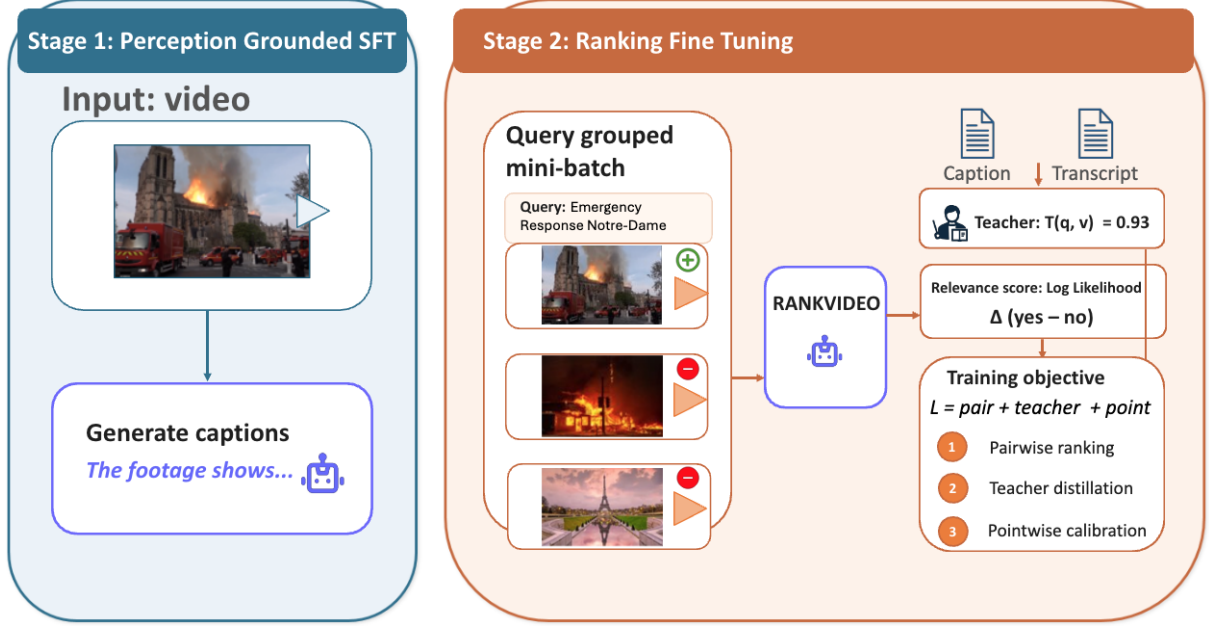 Stage 1: Perception Grounded SFT
Input: video
Generate captions
The footage shows...
Stage 2: Ranking Fine Tuning
Query grouped
mini-batch
Query: Emergency
Response Notre-Dame
RANKVIDEO
Caption
Transcript
Teacher: T(q, v) = 0.93
Relevance score: Log Likelihood
Δ (yes – no)
Training objective
L = pair + teacher + point
1 Pairwise ranking
2 Teacher distillation
3 Pointwise calibration